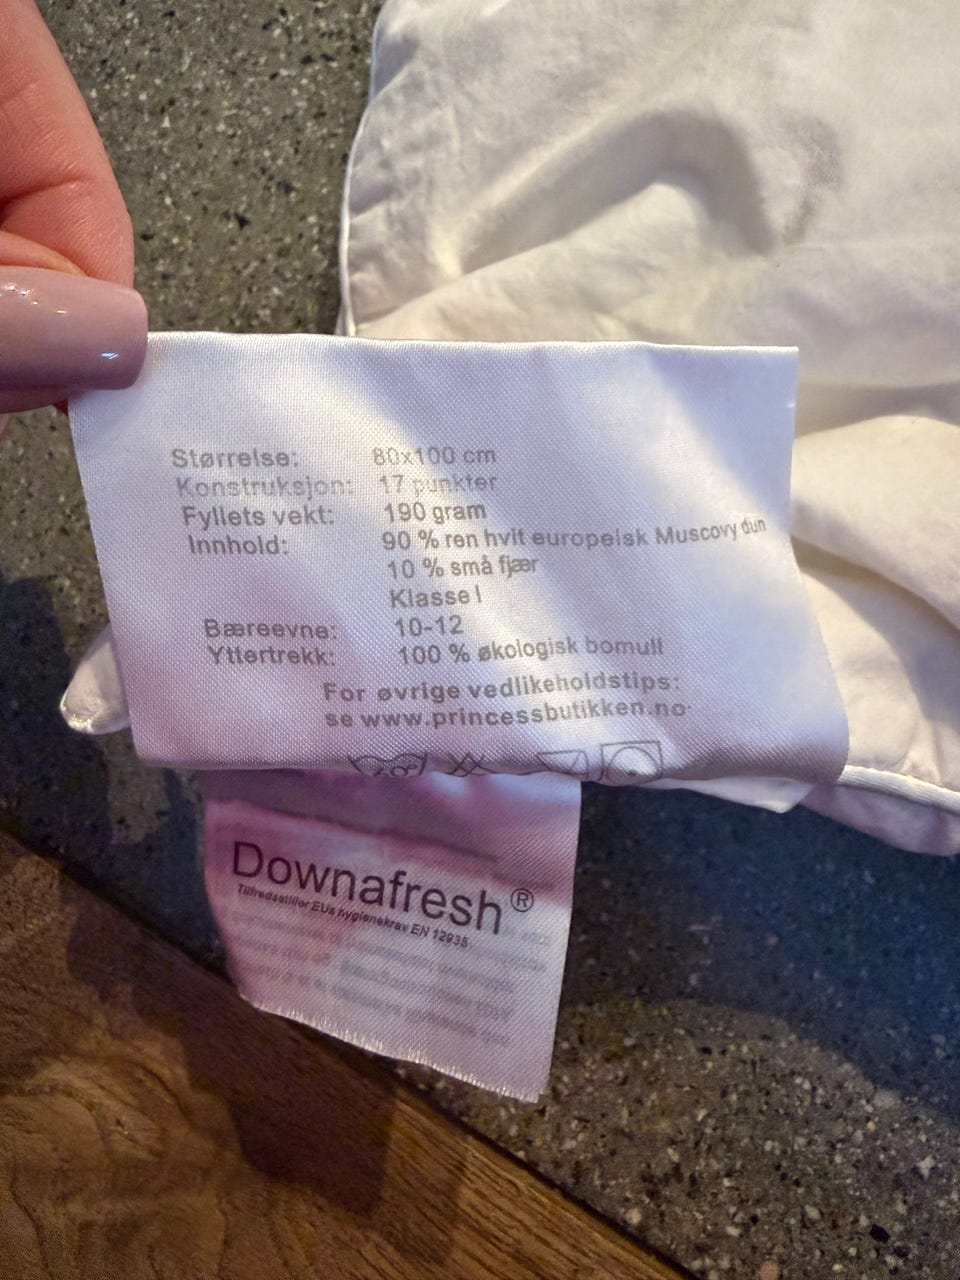 Størrelse: 80x100 cm
Konstruksjon: 17 punkter
Fyllets vekt: 190 gram
Innhold: 90 % ren hvit europeisk Muscovy dun
10 % små fjær
Klasse I
Bæreevne: 10-12
Yttertrekk: 100 % økologisk bomull
For øvrige vedlikeholdstips:
se www.princessbutikken.no
Downafresh®
Tilfredsstiller EUs hygienekrav EN 12935